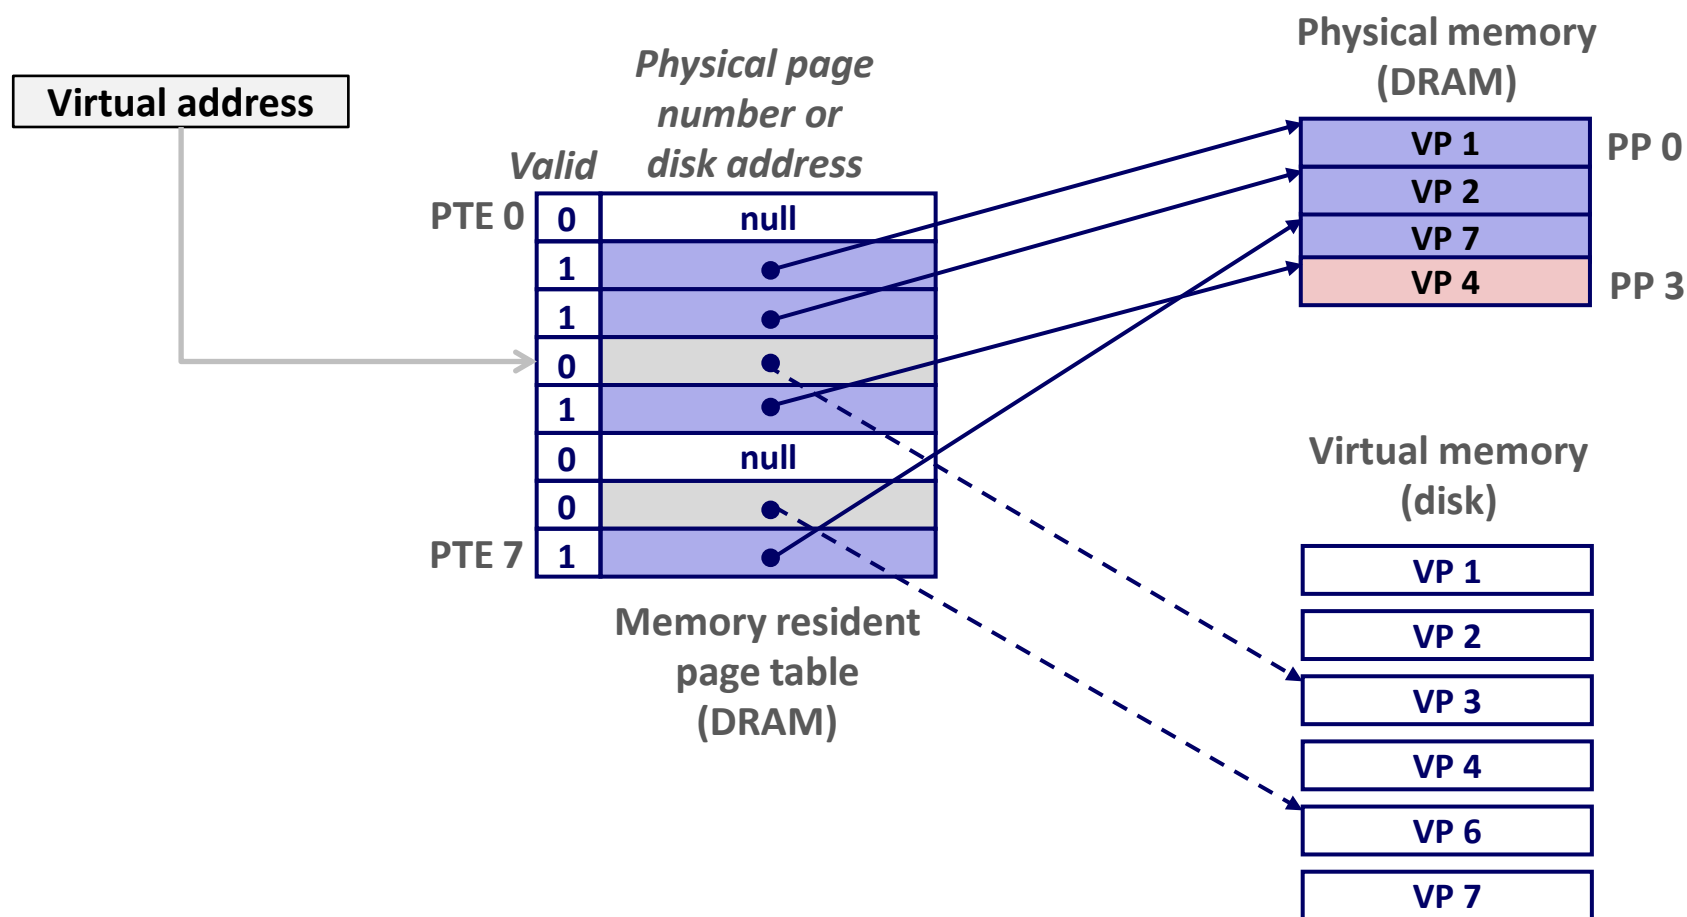 Virtual address
Physical page
number or
disk address
Valid
PTE 0
0
null
1
1
0
1
0
null
0
PTE 7
1
Memory resident
page table
(DRAM)
Physical memory
(DRAM)
VP 1
PP 0
VP 2
VP 7
VP 4
PP 3
Virtual memory
(disk)
VP 1
VP 2
VP 3
VP 4
VP 6
VP 7